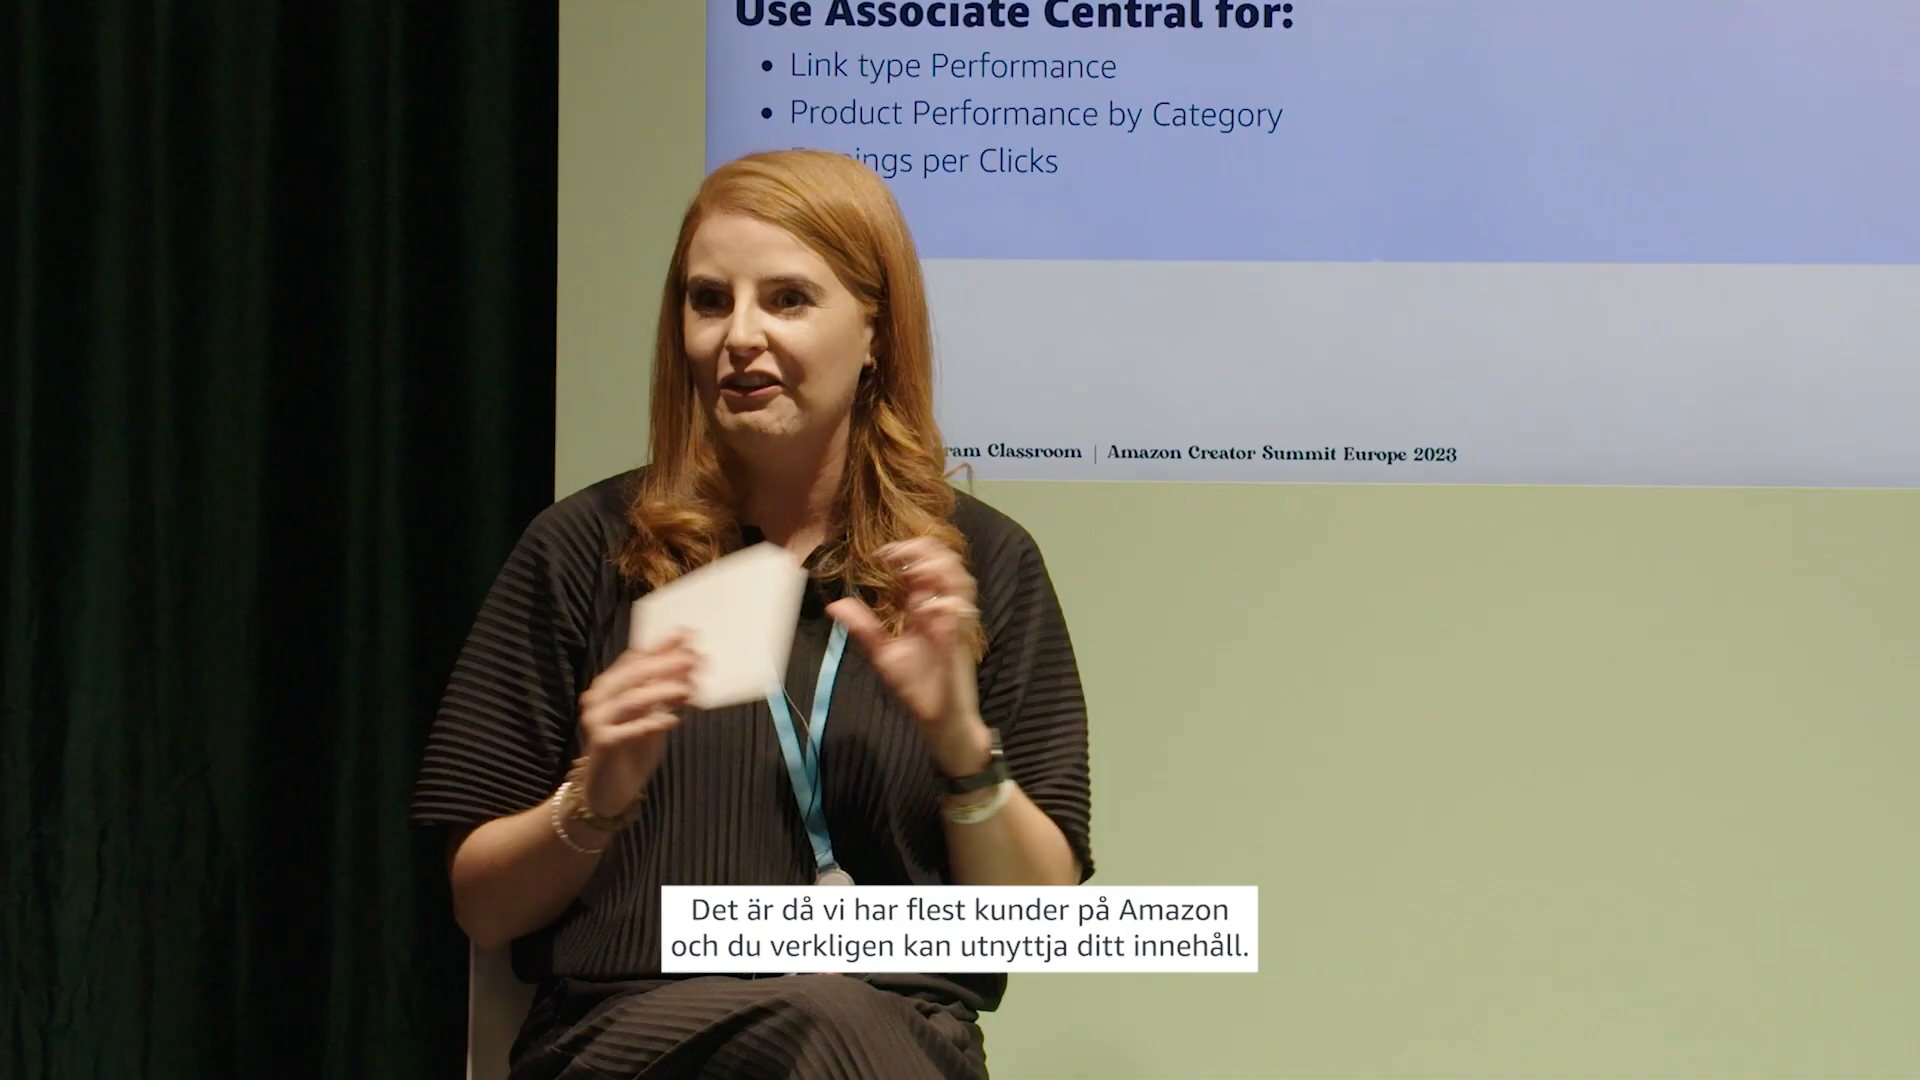 Use Associate Central for:
• Link type Performance
• Product Performance by Category
per Clicks
Classroom | Amazon Creator Summit Europe 2023
Det är då vi har flest kunder på Amazon
och du verkligen kan utnyttja ditt innehåll.